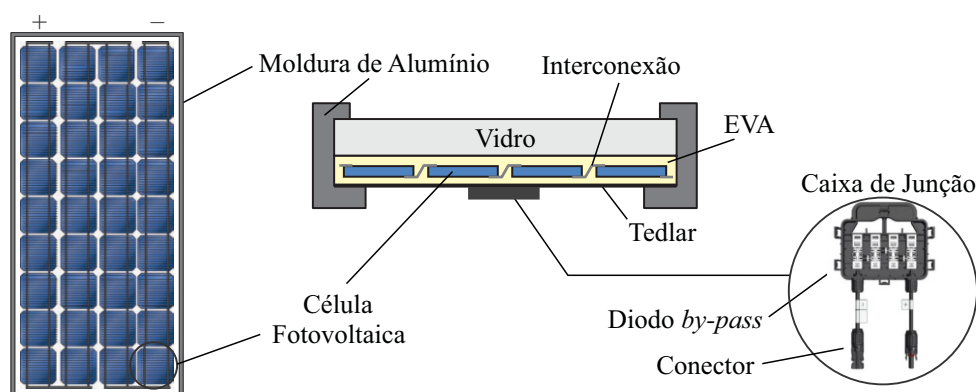 + −
Moldura de Alumínio
Interconexão
Vidro
EVA
Caixa de Junção
Tedlar
Célula
Fotovoltaica
Diodo by-pass
Conector